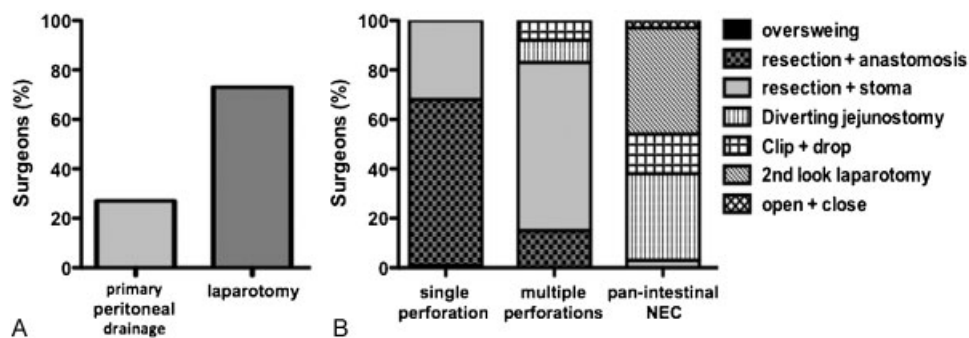 100
80
60
40
20
0
Surgeons (%)
primary
peritoneal
drainage
laparotomy
A
100
80
60
40
20
0
Surgeons (%)
single
perforation
multiple
perforations
pan-intestinal
NEC
B
oversweing
resection + anastomosis
resection + stoma
Diverting jejunostomy
Clip + drop
2nd look laparotomy
open + close